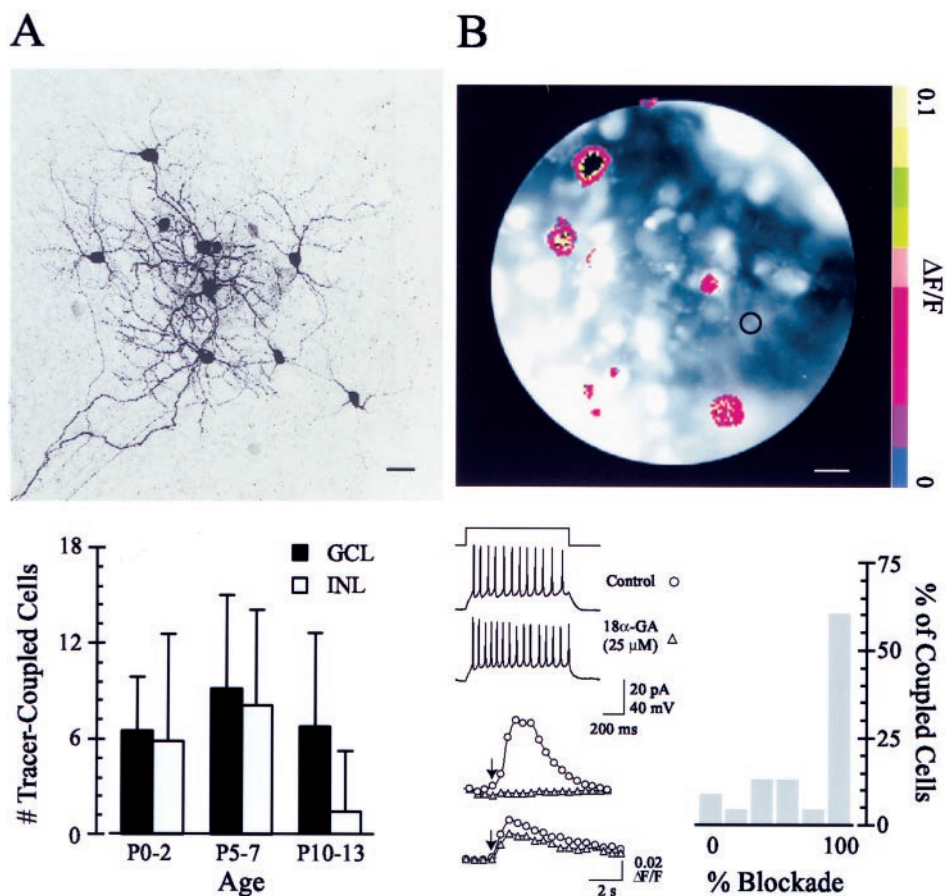 A
B
0.1
ΔF/F
0
18
12
6
0
GCL
INL
# Tracer-Coupled Cells
P0-2
P5-7
P10-13
Age
Control
18α-GA
(25 μM)
20 pA
40 mV
200 ms
0.02
ΔF/F
2 s
75
50
25
0
% of Coupled Cells
0
100
% Blockade